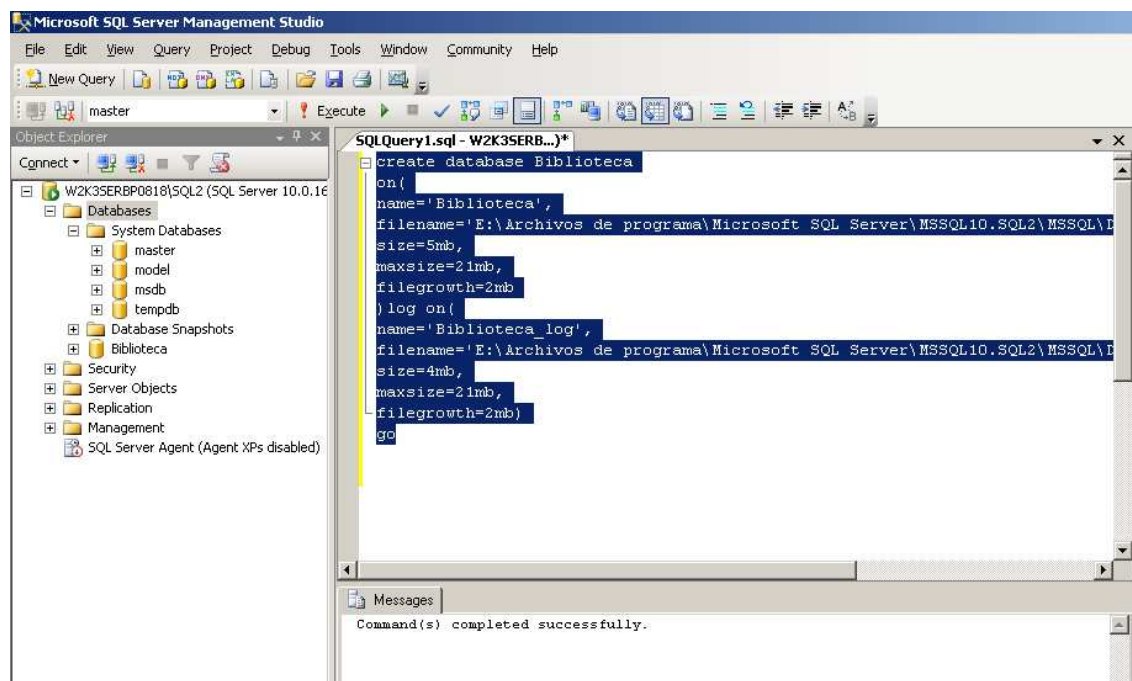 Microsoft SQL Server Management Studio
File Edit View Query Project Debug Tools Window Community Help
New Query
master Execute
Object Explorer
SQLQuery1.sql - W2K3SERB...)*
Connect
W2K3SERBP0818\SQL2 (SQL Server 10.0.16
Databases
System Databases
master
model
msdb
tempdb
Database Snapshots
Biblioteca
Security
Server Objects
Replication
Management
SQL Server Agent (Agent XPs disabled)
create database Biblioteca
on(
name='Biblioteca',
filename='E:\Archivos de programa\Microsoft SQL Server\MSSQL10.SQL2\MSSQL\D
size=5mb,
maxsize=21mb,
filegrowth=2mb
)log on(
name='Biblioteca_log',
filename='E:\Archivos de programa\Microsoft SQL Server\MSSQL10.SQL2\MSSQL\D
size=4mb,
maxsize=21mb,
filegrowth=2mb)
go
Messages
Command(s) completed successfully.